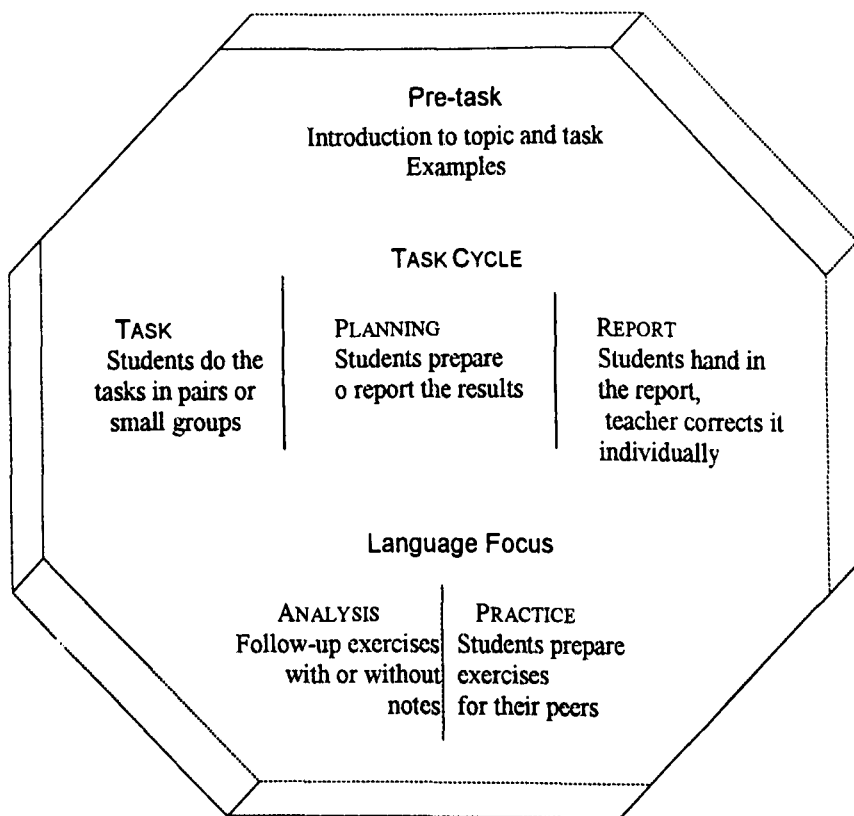 Pre-task
Introduction to topic and task
Examples
TASK CYCLE
TASK
Students do the
tasks in pairs or
small groups
PLANNING
Students prepare
o report the results
REPORT
Students hand in
the report,
teacher corrects it
individually
Language Focus
ANALYSIS
Follow-up exercises
with or without
notes
PRACTICE
Students prepare
exercises
for their peers